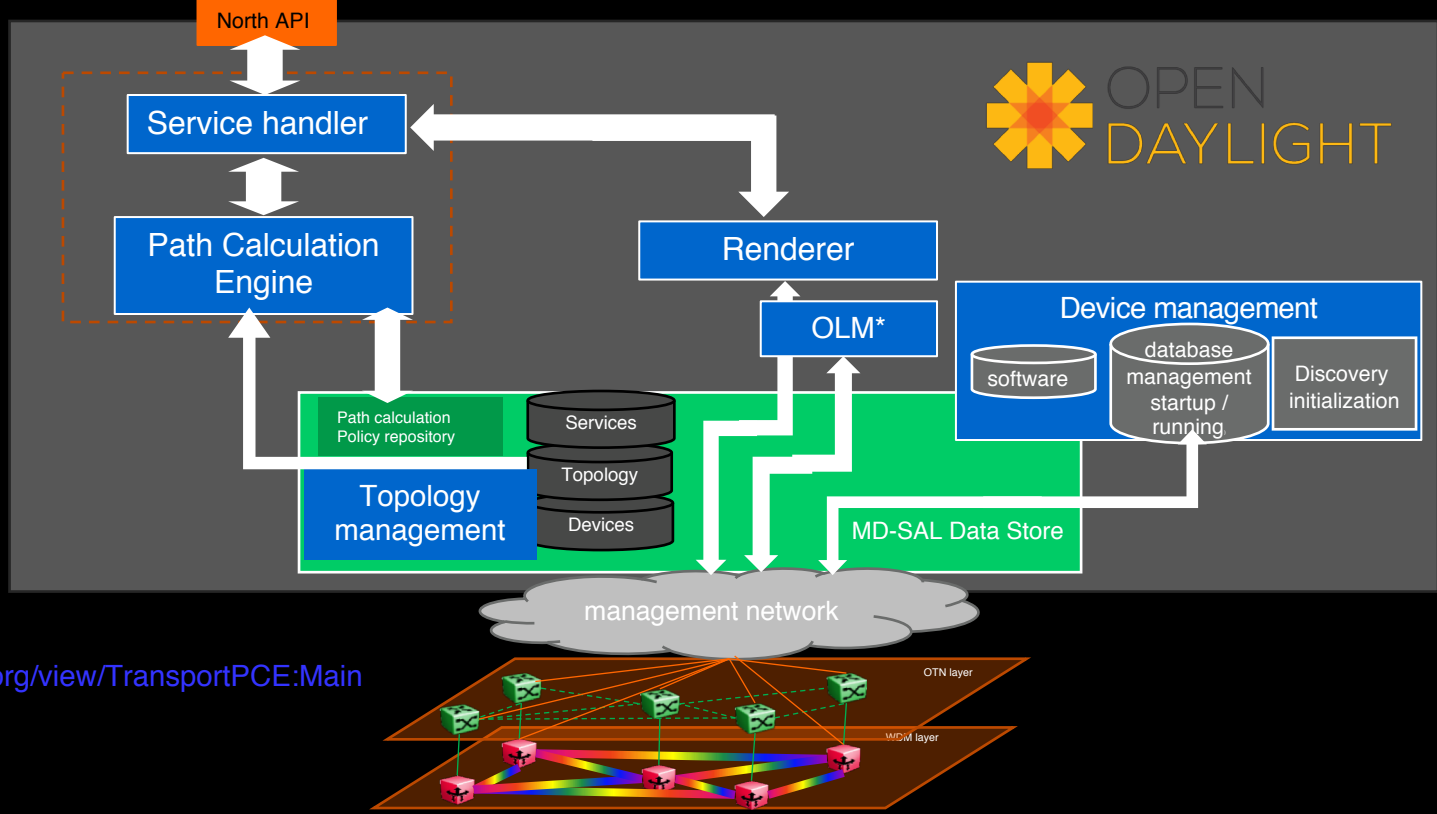 North API
OPEN
DAYLIGHT
Service handler
Path Calculation
Engine
Renderer
OLM*
Device management
software
database
management
startup /
running
Discovery
initialization
Path calculation
Policy repository
Services
Topology
Devices
Topology
management
MD-SAL Data Store
management network
org/view/TransportPCE:Main
OTN layer
WDM layer